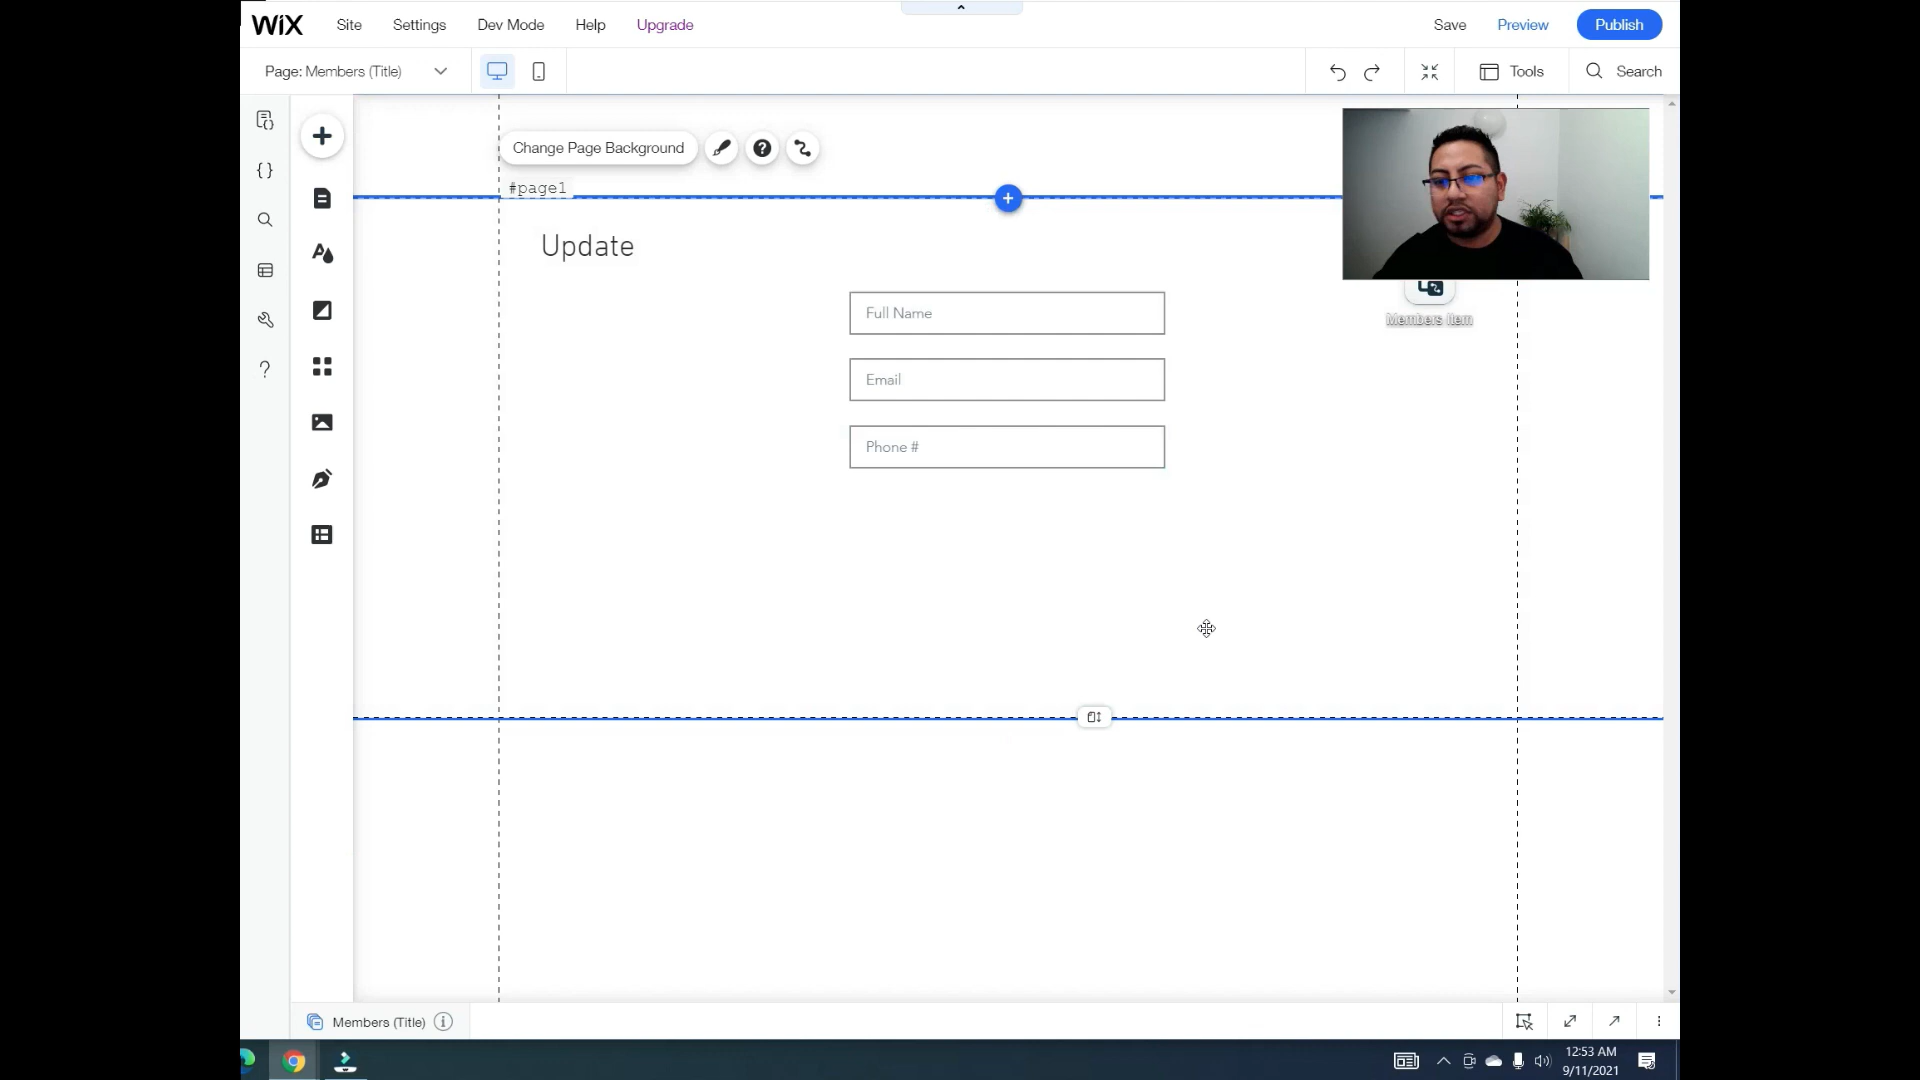 WiX Site Settings Dev Mode Help Upgrade Save Preview Publish
Page: Members (Title) Tools Search
Change Page Background
#page1
Update
Full Name
Members Item
Email
Phone #
Members (Title)
12:53 AM
9/11/2021